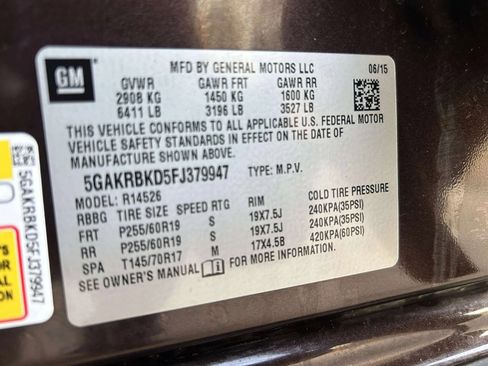 GM
MFD BY GENERAL MOTORS LLC 06/15
GVWR GAWR FRT GAWR RR
2908 KG 1450 KG 1600 KG
6411 LB 3196 LB 3527 LB
THIS VEHICLE CONFORMS TO ALL APPLICABLE U.S. FEDERAL MOTOR
VEHICLE SAFETY STANDARDS IN EFFECT ON THE DATE OF
MANUFACTURE SHOWN ABOVE.
5GAKRBKD5FJ379947 TYPE: M.P.V.
MODEL: R14526
RBBG TIRE SIZE SPEED RTG RIM COLD TIRE PRESSURE
FRT P255/60R19 S 19X7.5J 240KPA(35PSI)
RR P255/60R19 S 19X7.5J 240KPA(35PSI)
SPA T145/70R17 M 17X4.5B 420KPA(60PSI)
SEE OWNER'S MANUAL FOR MORE INFORMATION.
5GAKRBKD5FJ379947